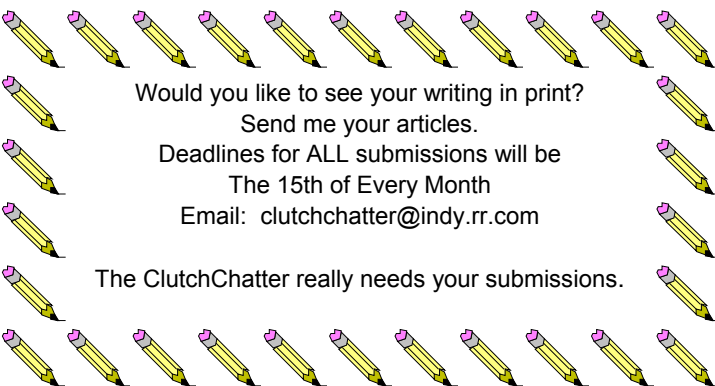 Would you like to see your writing in print?
Send me your articles.
Deadlines for ALL submissions will be
The 15th of Every Month
Email:  clutchchatter@indy.rr.com
The ClutchChatter really needs your submissions.